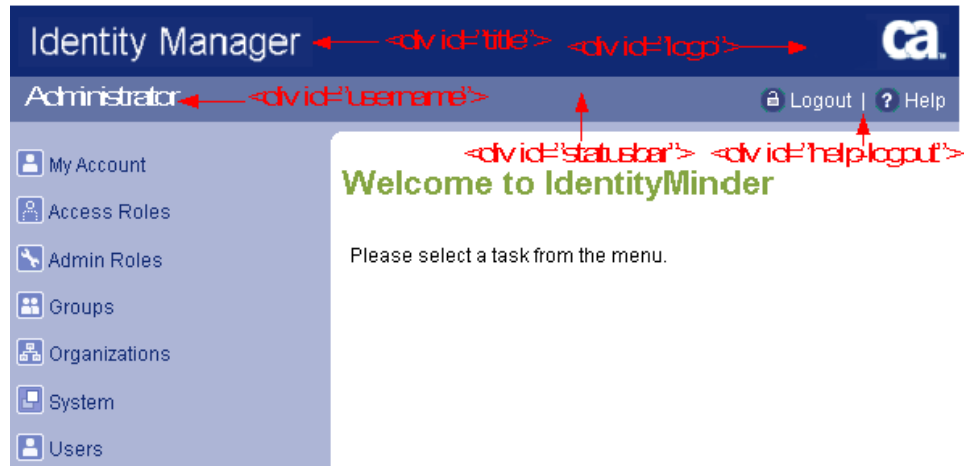 Identity Manager <div id="title"> <div id="logo"> ca.
Administrator <div id="username"> Logout | Help
<div id="statusbar"> <div id="help-logout">
My Account
Welcome to IdentityMinder
Access Roles
Admin Roles Please select a task from the menu.
Groups
Organizations
System
Users